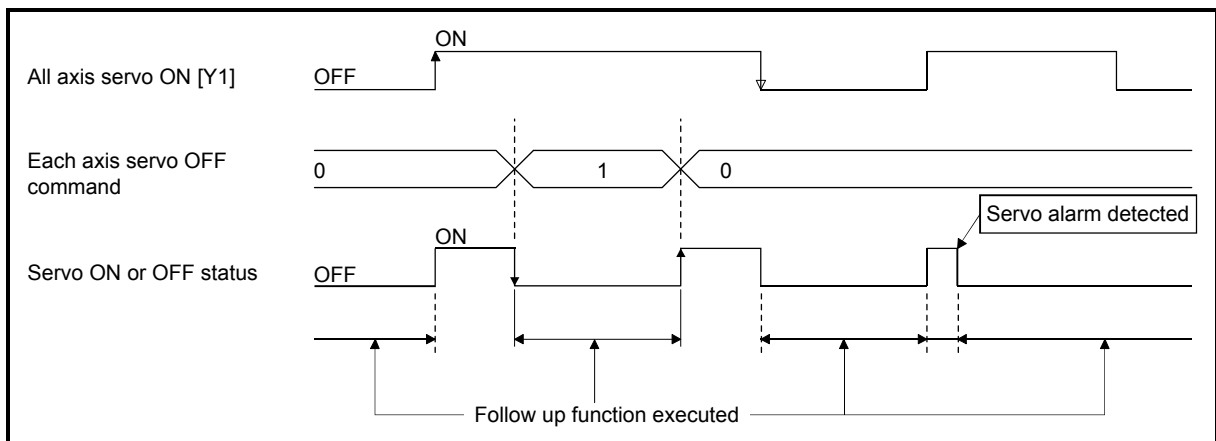 ON
All axis servo ON [Y1]
OFF
Each axis servo OFF
command
0
1
0
Servo alarm detected
ON
Servo ON or OFF status
OFF
Follow up function executed